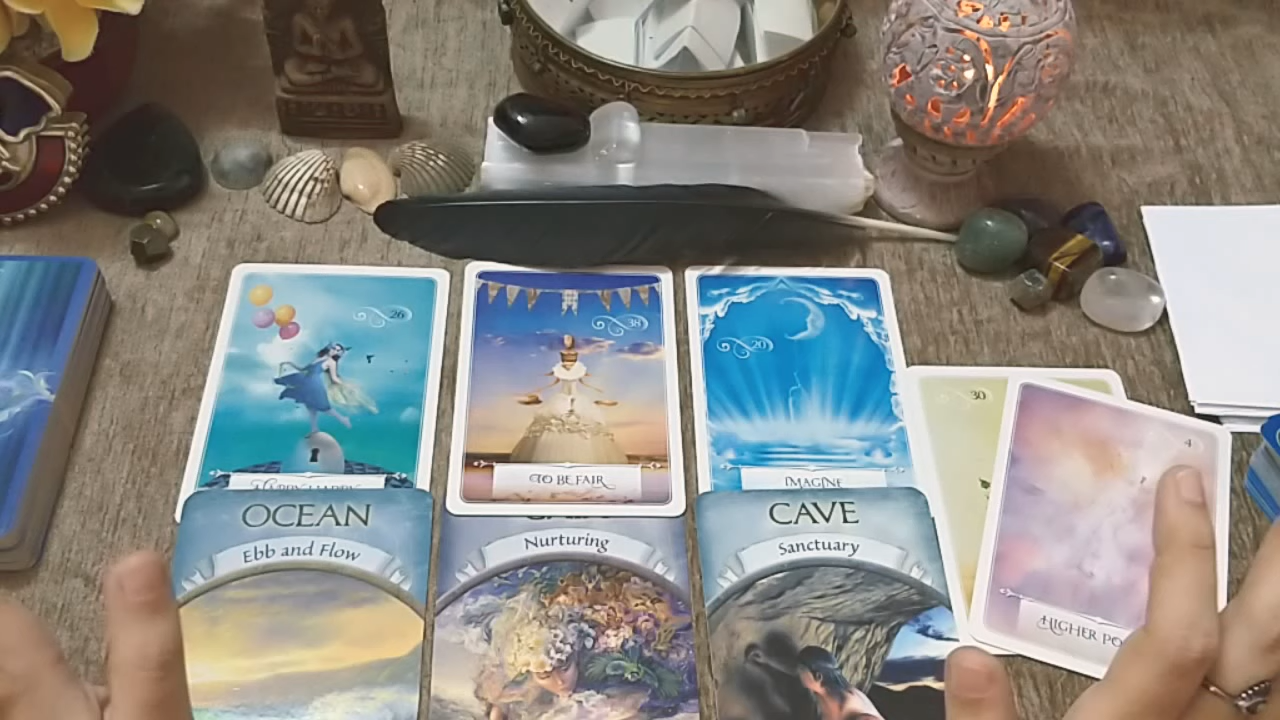 26
38
20
30
4
HAPPY, HAPPY
TO BE FAIR
IMAGINE
HIGHER PO
OCEAN
Ebb and Flow
Nurturing
CAVE
Sanctuary